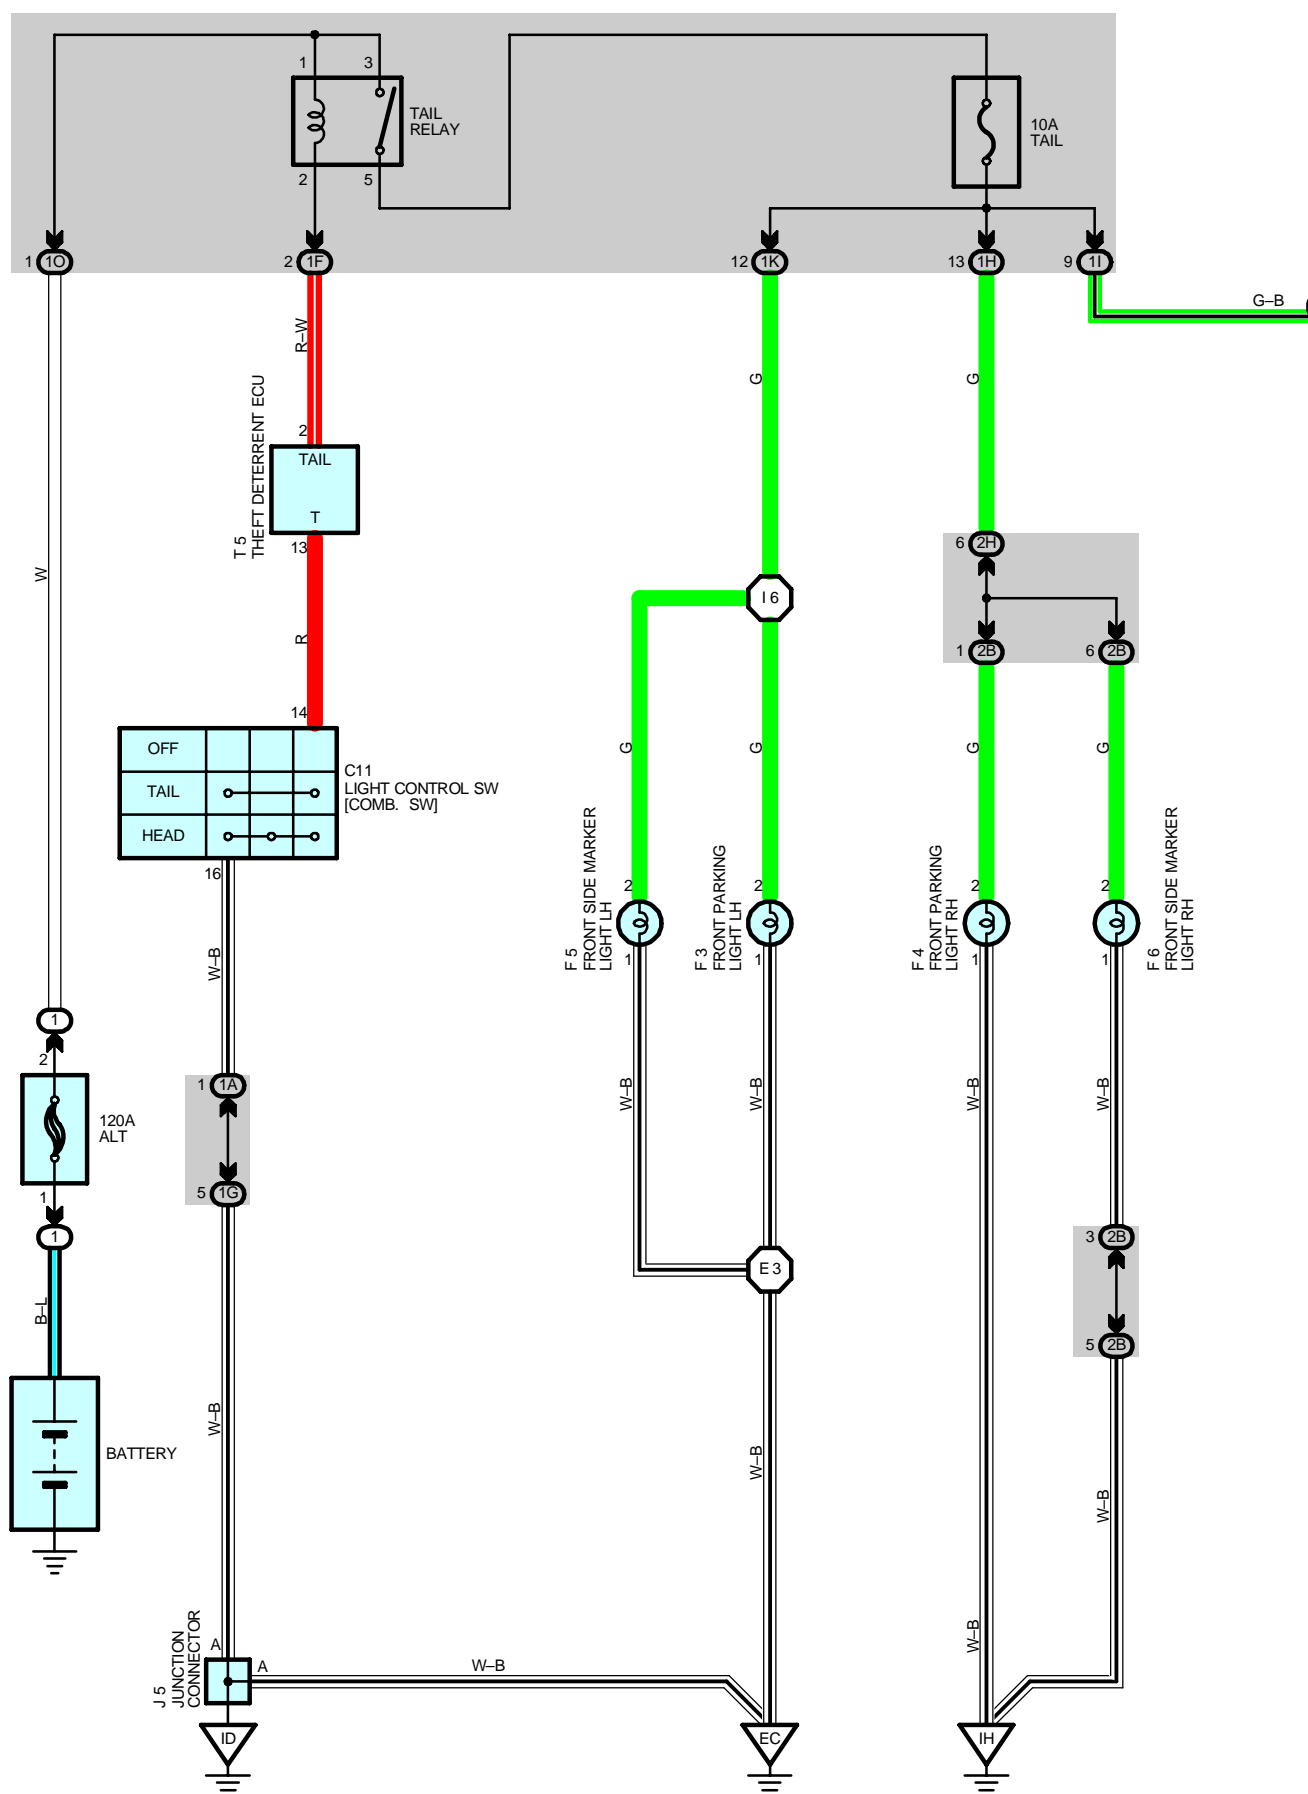 1
3
TAIL
RELAY
2
5
10A
TAIL
1
1O
2
1F
12
1K
13
1H
9
1I
G–B
R–W
G
G
T 5
THEFT DETERRENT ECU
2
TAIL
T
13
W
R
6
2H
I 6
1
2B
6
2B
14
OFF
TAIL
HEAD
C11
LIGHT CONTROL SW
[COMB. SW]
16
G
G
G
G
F 5
FRONT SIDE MARKER
LIGHT LH
2
1
F 3
FRONT PARKING
LIGHT LH
2
1
F 4
FRONT PARKING
LIGHT RH
2
1
2
1
F 6
FRONT SIDE MARKER
LIGHT RH
W–B
1
2
120A
ALT
1
1
1
1A
5
1G
W–B
W–B
W–B
W–B
E 3
3
2B
5
2B
B–L
BATTERY
W–B
W–B
W–B
W–B
J 5
JUNCTION
CONNECTOR
A
A
W–B
ID
EC
IH